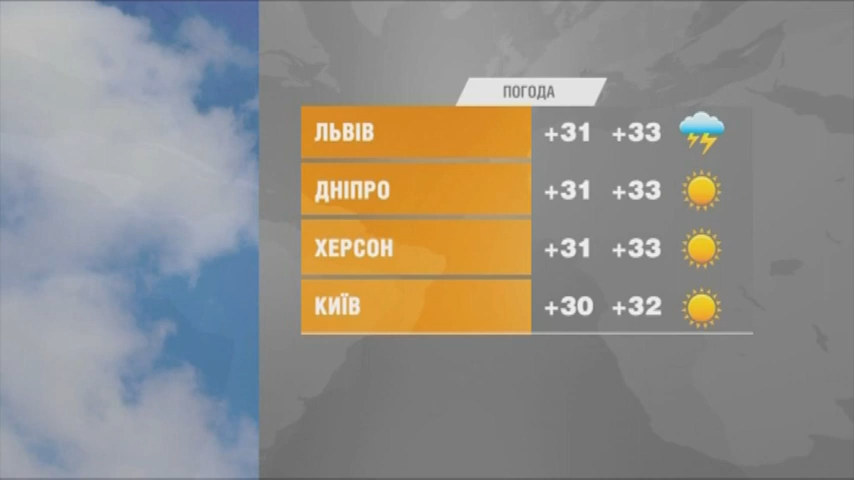 ПОГОДА
ЛЬВІВ +31 +33
ДНІПРО +31 +33
ХЕРСОН +31 +33
КИЇВ +30 +32